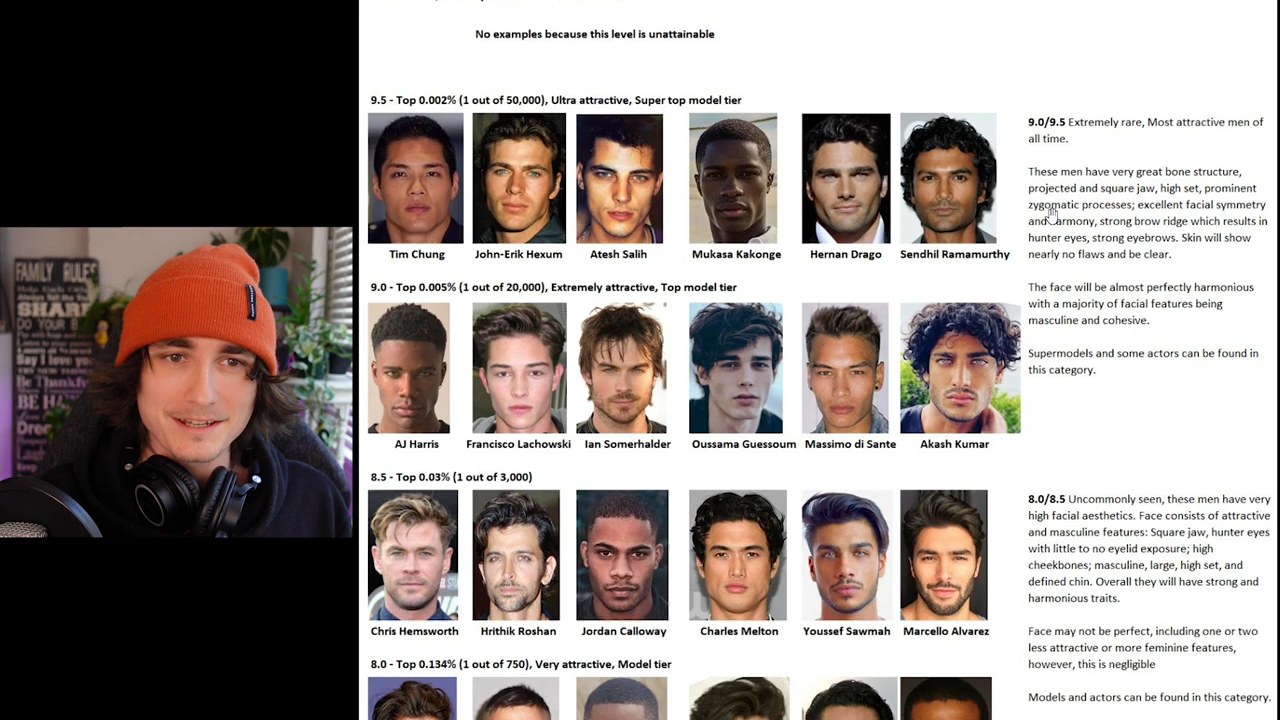 No examples because this level is unattainable
9.5 - Top 0.002% (1 out of 50,000), Ultra attractive, Super top model tier
Tim Chung
John-Erik Hexum
Atesh Salih
Mukasa Kakonge
Hernan Drago
Sendhil Ramamurthy
9.0/9.5 Extremely rare, Most attractive men of
all time.
These men have very great bone structure,
projected and square jaw, high set, prominent
zygomatic processes; excellent facial symmetry
and harmony, strong brow ridge which results in
hunter eyes, strong eyebrows. Skin will show
nearly no flaws and be clear.
The face will be almost perfectly harmonious
with a majority of facial features being
masculine and cohesive.
Supermodels and some actors can be found in
this category.
9.0 - Top 0.005% (1 out of 20,000), Extremely attractive, Top model tier
AJ Harris
Francisco Lachowski
Ian Somerhalder
Oussama Guessoum
Massimo di Sante
Akash Kumar
8.5 - Top 0.03% (1 out of 3,000)
Chris Hemsworth
Hrithik Roshan
Jordan Calloway
Charles Melton
Youssef Sawmah
Marcello Alvarez
8.0/8.5 Uncommonly seen, these men have very
high facial aesthetics. Face consists of attractive
and masculine features: Square jaw, hunter eyes
with little to no eyelid exposure; high
cheekbones; masculine, large, high set, and
defined chin. Overall they will have strong and
harmonious traits.
Face may not be perfect, including one or two
less attractive or more feminine features,
however, this is negligible
Models and actors can be found in this category.
8.0 - Top 0.134% (1 out of 750), Very attractive, Model tier
FAMILY RULES
SHARE
Say I love you
BE